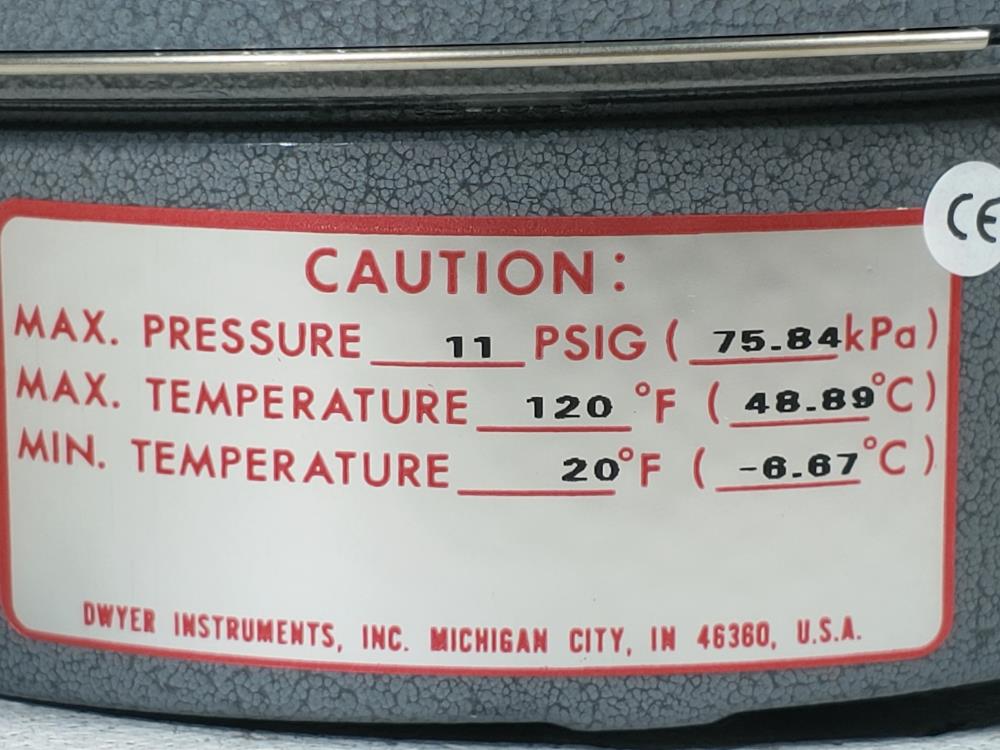 CE
CAUTION:
MAX. PRESSURE 11 PSIG ( 75.84 kPa )
MAX. TEMPERATURE 120 °F ( 48.89 °C )
MIN. TEMPERATURE 20 °F ( -6.67 °C )
DWYER INSTRUMENTS, INC. MICHIGAN CITY, IN 46360, U.S.A.